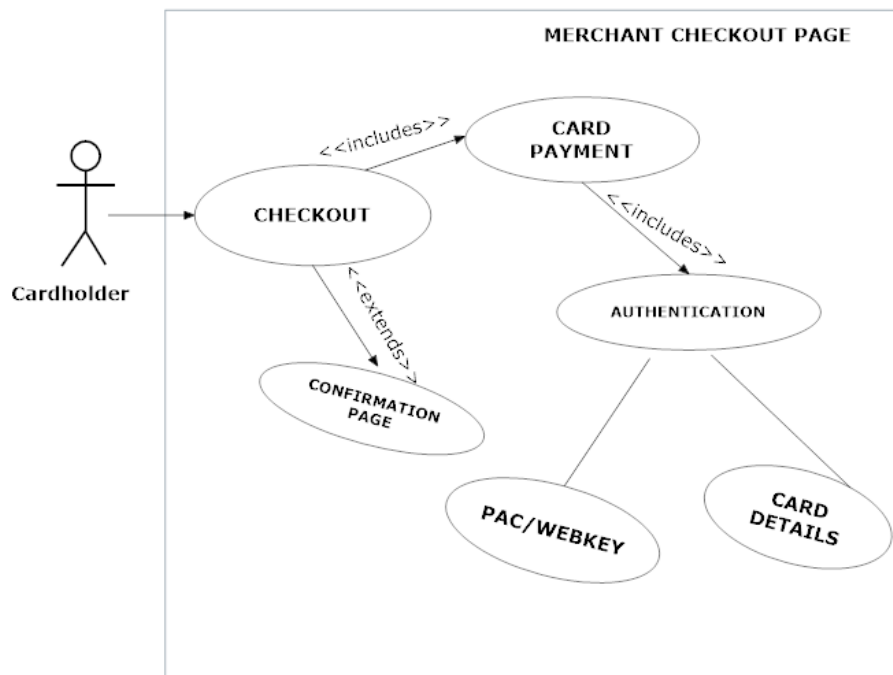 MERCHANT CHECKOUT PAGE
<<includes>>
CARD
PAYMENT
CHECKOUT
<<includes>>
Cardholder
<<extends>>
AUTHENTICATION
CONFIRMATION
PAGE
PAC/WEBKEY
CARD
DETAILS